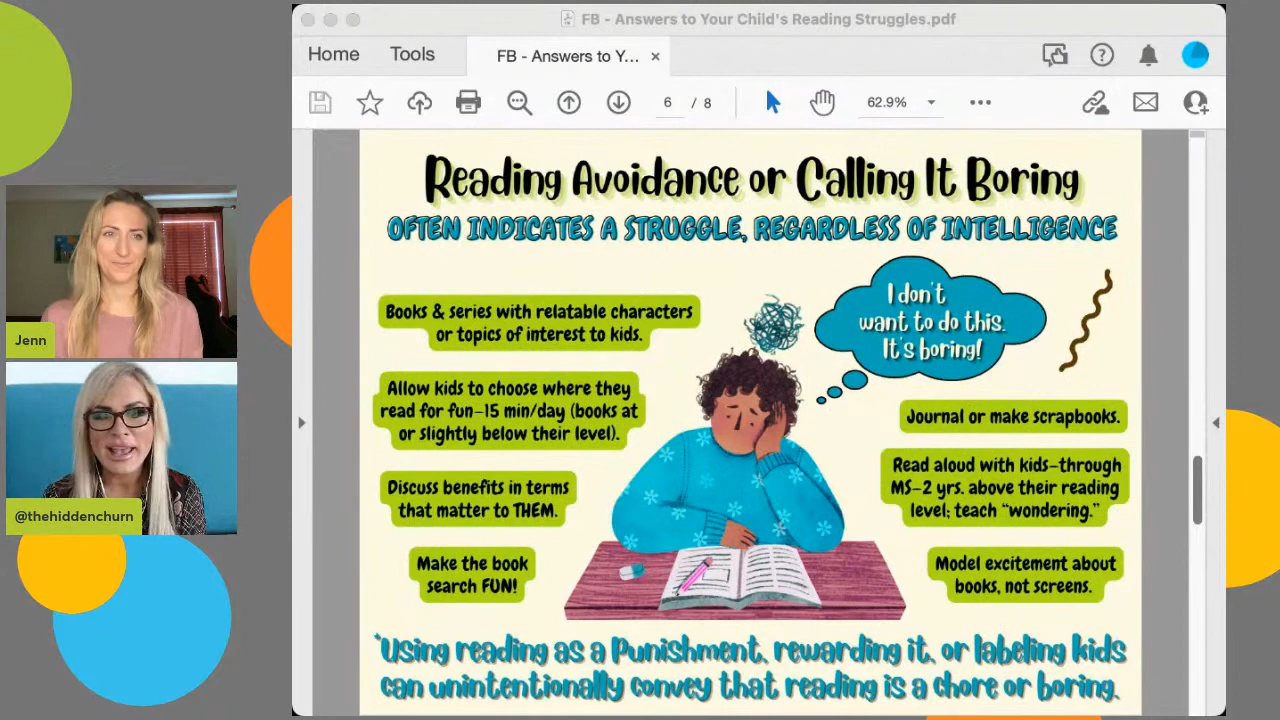 FB - Answers to Your Child's Reading Struggles.pdf
Home
Tools
FB - Answers to Y...
6 / 8
62.9%
Reading Avoidance or Calling It Boring
OFTEN INDICATES A STRUGGLE, REGARDLESS OF INTELLIGENCE
I don't
want to do this.
It's boring!
Books & series with relatable characters
or topics of interest to kids.
Allow kids to choose where they
read for fun-15 min/day (books at
or slightly below their level).
Discuss benefits in terms
that matter to THEM.
Make the book
search FUN!
Journal or make scrapbooks.
Read aloud with kids-through
MS-2 yrs. above their reading
level; teach "wondering."
Model excitement about
books, not screens.
*Using reading as a Punishment, rewarding it, or labeling kids
can unintentionally convey that reading is a chore or boring.
Jenn
@thehiddenchurn